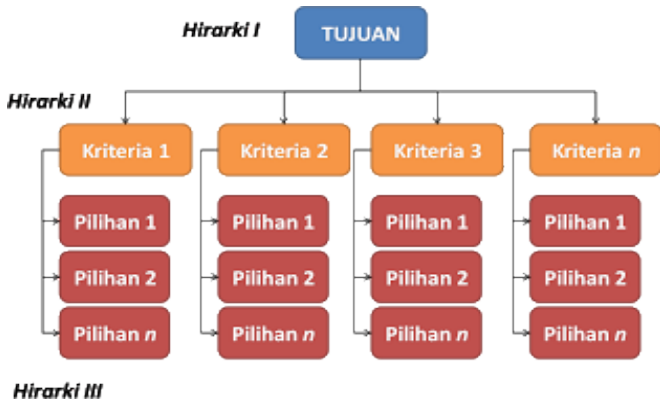 Hirarki I
TUJUAN
Hirarki II
Kriteria 1
Kriteria 2
Kriteria 3
Kriteria n
Pilihan 1
Pilihan 1
Pilihan 1
Pilihan 1
Pilihan 2
Pilihan 2
Pilihan 2
Pilihan 2
Pilihan n
Pilihan n
Pilihan n
Pilihan n
Hirarki III